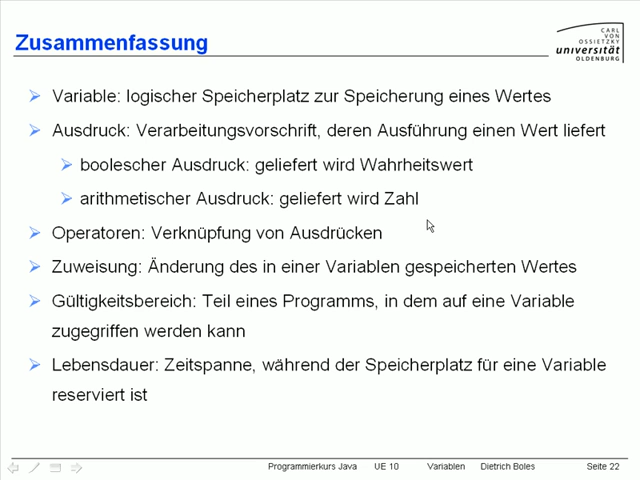 Zusammenfassung
CARL
VON
OSSIETZKY
universität
OLDENBURG
Variable: logischer Speicherplatz zur Speicherung eines Wertes
Ausdruck: Verarbeitungsvorschrift, deren Ausführung einen Wert liefert
boolescher Ausdruck: geliefert wird Wahrheitswert
arithmetischer Ausdruck: geliefert wird Zahl
Operatoren: Verknüpfung von Ausdrücken
Zuweisung: Änderung des in einer Variablen gespeicherten Wertes
Gültigkeitsbereich: Teil eines Programms, in dem auf eine Variable
zugegriffen werden kann
Lebensdauer: Zeitspanne, während der Speicherplatz für eine Variable
reserviert ist
Programmierkurs Java UE 10 Variablen Dietrich Boles Seite 22